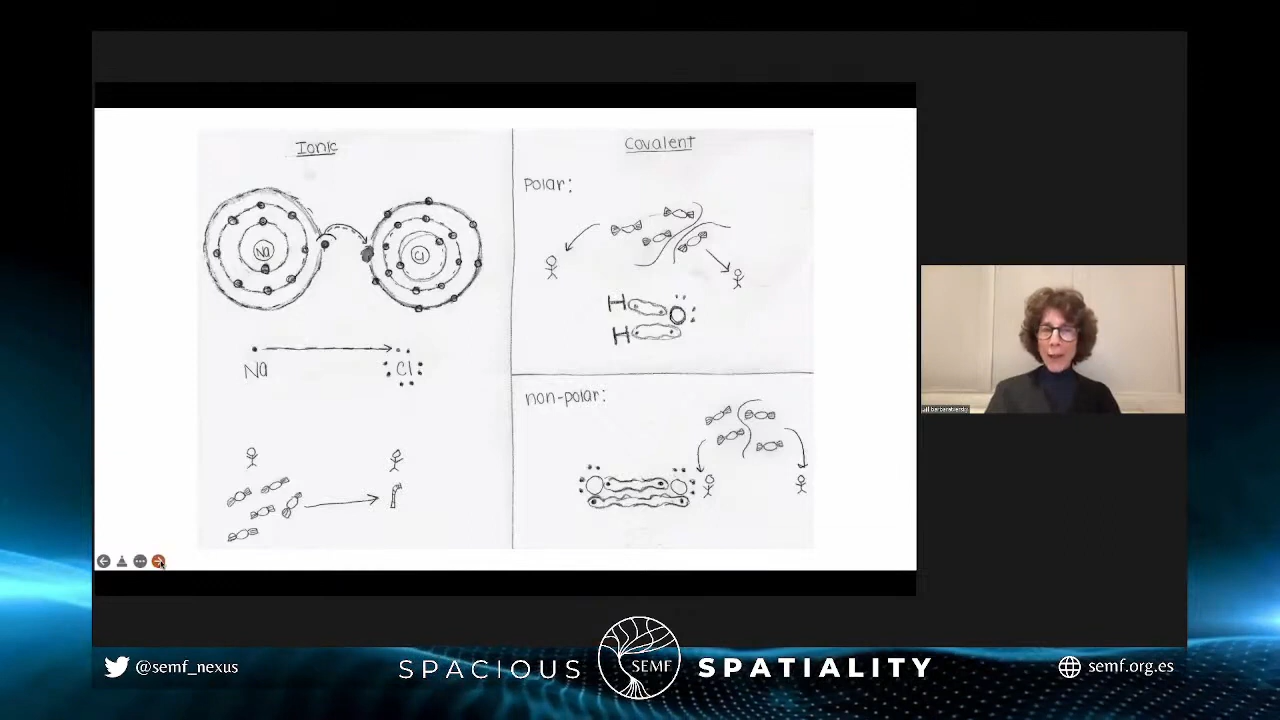 Ionic
Covalent
Polar:
Na
Cl
H
O
H
Na
Cl
non-polar:
@semf_nexus
SPACIOUS
SEMF
SPATIALITY
semf.org.es